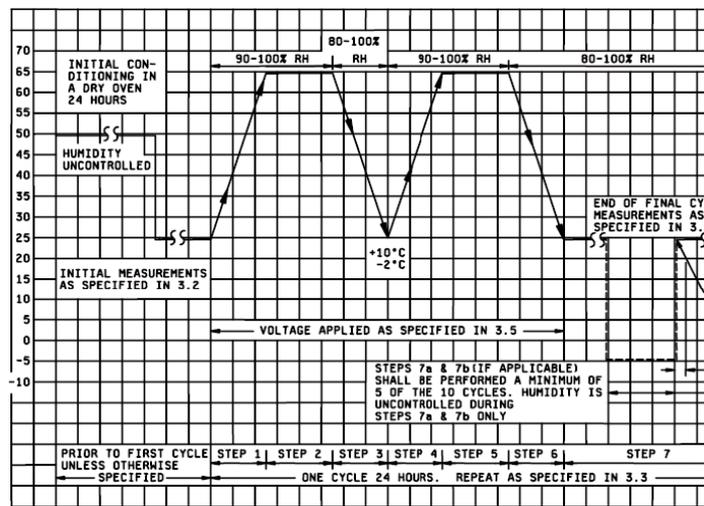 80-100%
90-100% RH
RH
90-100% RH
80-100% RH
70
65
60
55
50
45
40
35
30
25
20
15
10
5
0
-5
-10
INITIAL CON-
DITIONING IN
A DRY OVEN
24 HOURS
HUMIDITY
UNCONTROLLED
INITIAL MEASUREMENTS
AS SPECIFIED IN 3.2
+10°C
-2°C
END OF FINAL CY
MEASUREMENTS AS
SPECIFIED IN 3.
VOLTAGE APPLIED AS SPECIFIED IN 3.5
STEPS 7a & 7b(IF APPLICABLE)
SHALL BE PERFORMED A MINIMUM OF
5 OF THE 10 CYCLES. HUMIDITY IS
UNCONTROLLED DURING
STEPS 7a & 7b ONLY
PRIOR TO FIRST CYCLE
UNLESS OTHERWISE
SPECIFIED
STEP 1
STEP 2
STEP 3
STEP 4
STEP 5
STEP 6
STEP 7
ONE CYCLE 24 HOURS. REPEAT AS SPECIFIED IN 3.3